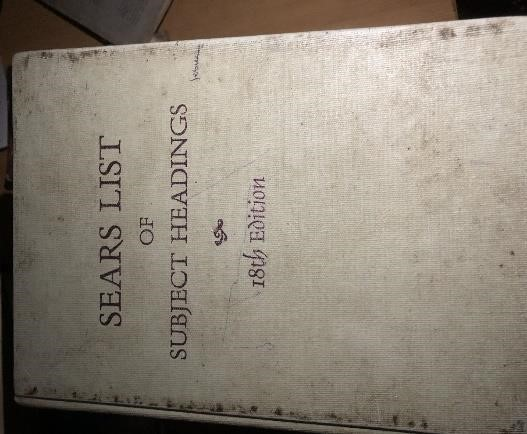 SEARS LIST
OF
SUBJECT HEADINGS
18th Edition